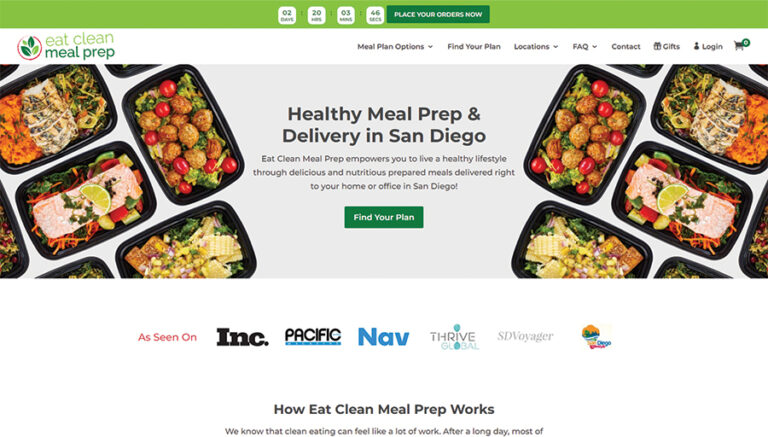 02 : 20 : 03 : 46
DAYS HRS MINS SECS
PLACE YOUR ORDERS NOW
eat clean
meal prep
Meal Plan Options
Find Your Plan
Locations
FAQ
Contact
Gifts
Login
0
Healthy Meal Prep &
Delivery in San Diego
Eat Clean Meal Prep empowers you to live a healthy lifestyle
through delicious and nutritious prepared meals delivered right
to your home or office in San Diego!
Find Your Plan
As Seen On
Inc.
PACIFIC
MAGAZINE
Nav
THRIVE
GLOBAL
SDVoyager
San Diego
How Eat Clean Meal Prep Works
We know that clean eating can feel like a lot of work. After a long day, most of